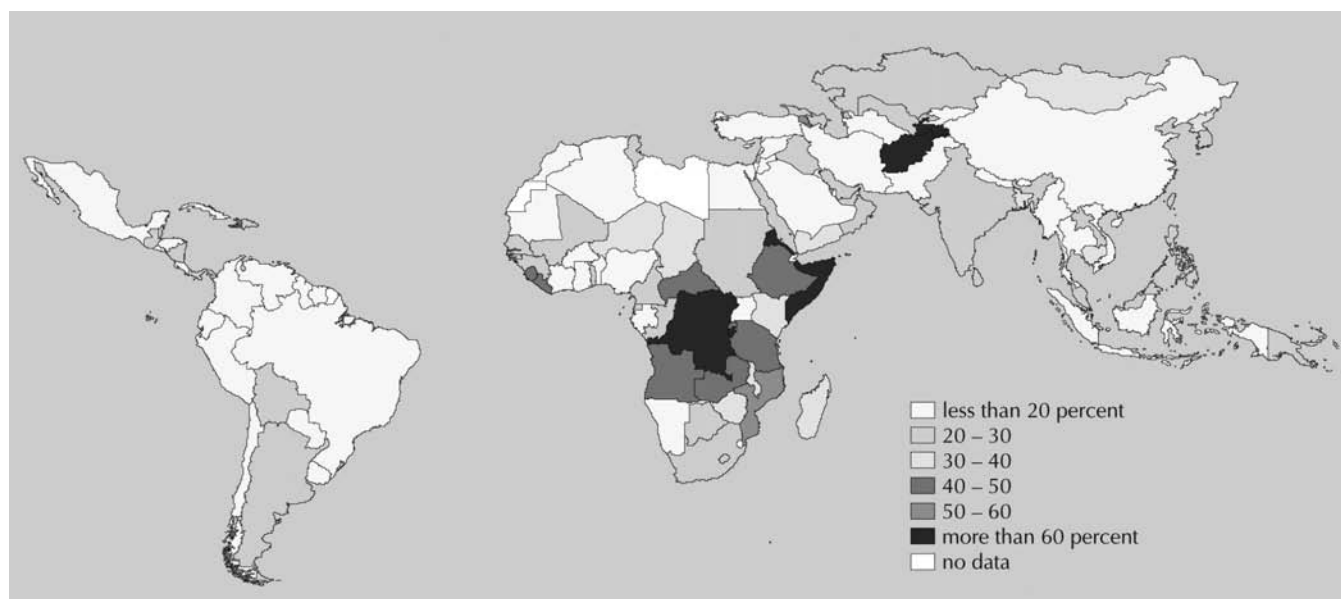 less than 20 percent
20 – 30
30 – 40
40 – 50
50 – 60
more than 60 percent
no data